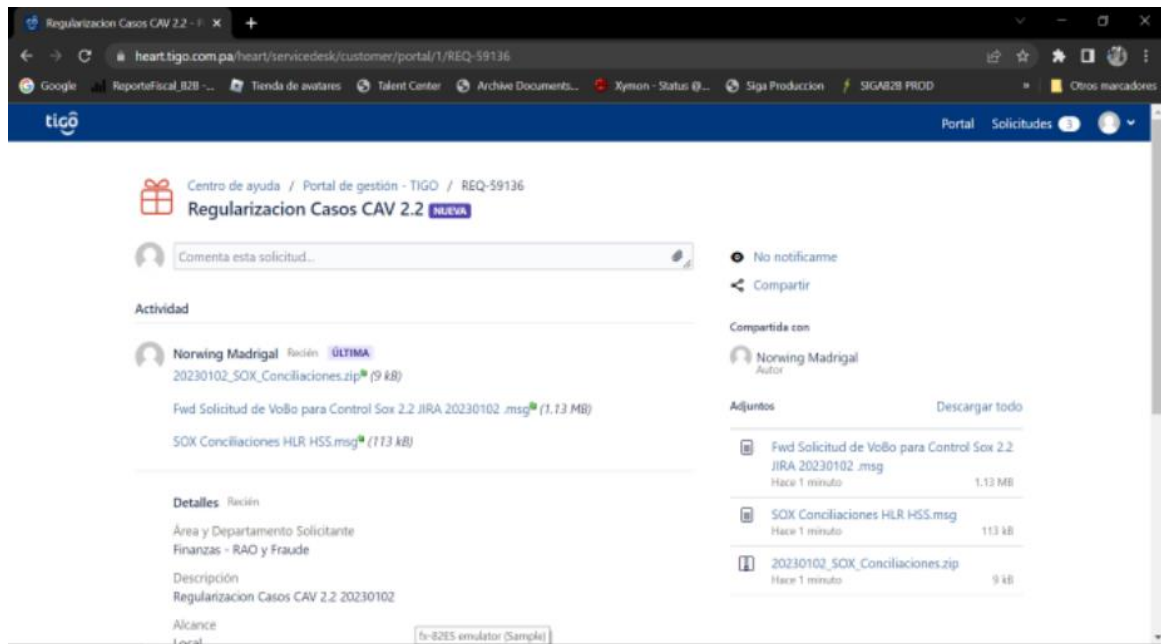 Regularizacion Casos CAV 2.2 - Fi
heart.tigo.com.pa/heart/servicedesk/customer/portal/1/REQ-59136
Google ReporteFiscal_B2B -... Tienda de avatares Talent Center Archive Documents... Xymon - Status @... Siga Produccion SIGAB2B PROD » Otros marcadores
tigo Portal Solicitudes 3
Centro de ayuda / Portal de gestión - TIGO / REQ-59136
Regularizacion Casos CAV 2.2 NUEVA
Comenta esta solicitud...
Actividad
Norwing Madrigal Recién ÚLTIMA
20230102_SOX_Conciliaciones.zip (9 kB)
Fwd Solicitud de VoBo para Control Sox 2.2 JIRA 20230102 .msg (1.13 MB)
SOX Conciliaciones HLR HSS.msg (113 kB)
Detalles Recién
Área y Departamento Solicitante
Finanzas - RAO y Fraude
Descripción
Regularizacion Casos CAV 2.2 20230102
Alcance
Local
fx-82ES emulator (Sample)
No notificarme
Compartir
Compartida con
Norwing Madrigal
Autor
Adjuntos Descargar todo
Fwd Solicitud de VoBo para Control Sox 2.2
JIRA 20230102 .msg
Hace 1 minuto 1.13 MB
SOX Conciliaciones HLR HSS.msg
Hace 1 minuto 113 kB
20230102_SOX_Conciliaciones.zip
Hace 1 minuto 9 kB